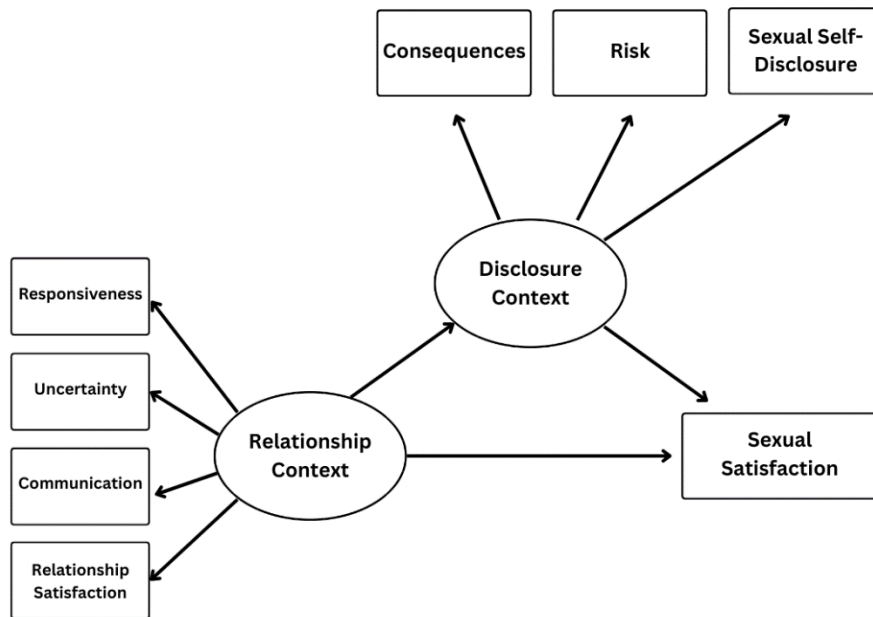 Consequences
Risk
Sexual Self-
Disclosure
Disclosure
Context
Responsiveness
Uncertainty
Communication
Relationship
Satisfaction
Relationship
Context
Sexual
Satisfaction